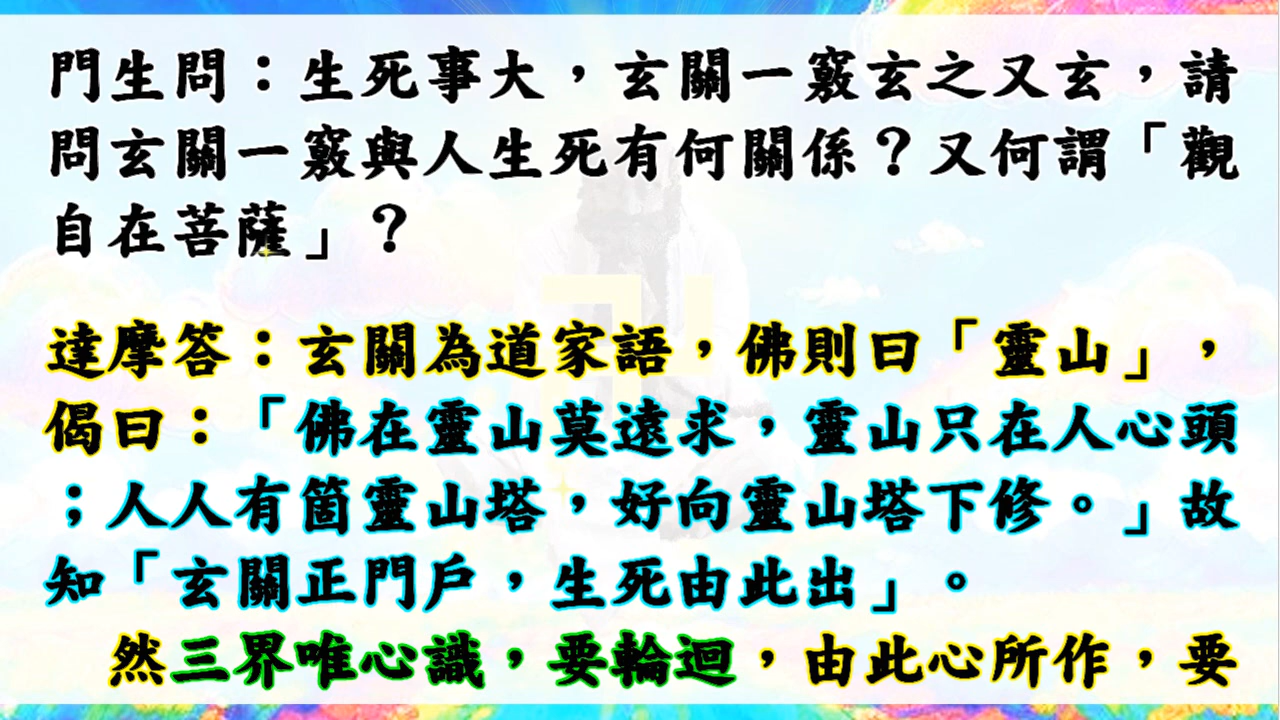 門生問：生死事大，玄關一竅玄之又玄，請
問玄關一竅與人生死有何關係？又何謂「觀
自在菩薩」？
達摩答：玄關為道家語，佛則曰「靈山」，
偈曰：「佛在靈山莫遠求，靈山只在人心頭
；人人有箇靈山塔，好向靈山塔下修。」故
知「玄關正門戶，生死由此出」。
然三界唯心識，要輪迴，由此心所作，要